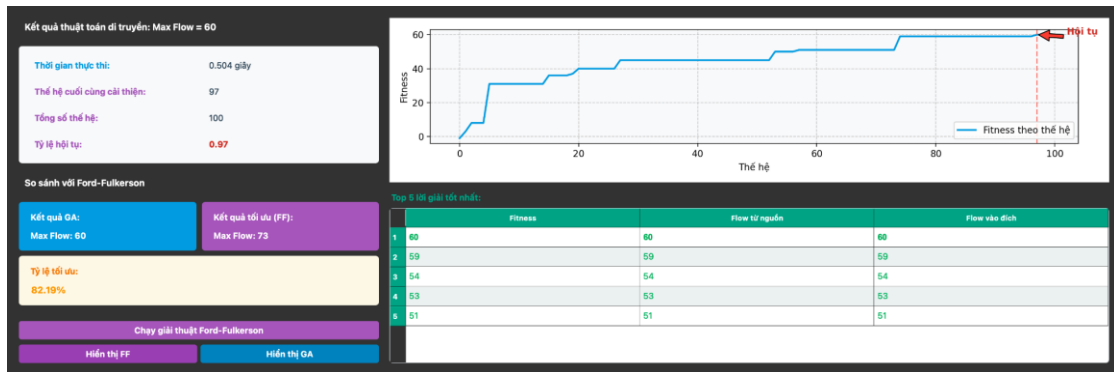 Kết quả thuật toán di truyền: Max Flow = 60
Thời gian thực thi: 0.504 giây
Thế hệ cuối cùng cải thiện: 97
Tổng số thế hệ: 100
Tỷ lệ hội tụ: 0.97
So sánh với Ford-Fulkerson
Kết quả GA:
Max Flow: 60
Kết quả tối ưu (FF):
Max Flow: 73
Tỷ lệ tối ưu:
82.19%
Chạy giải thuật Ford-Fulkerson
Hiển thị FF
Hiển thị GA
Hội tụ
60
40
20
0
Fitness
Fitness theo thế hệ
0 20 40 60 80 100
Thế hệ
Top 5 lời giải tốt nhất:
Fitness Flow từ nguồn Flow vào đích
1 60 60 60
2 59 59 59
3 54 54 54
4 53 53 53
5 51 51 51